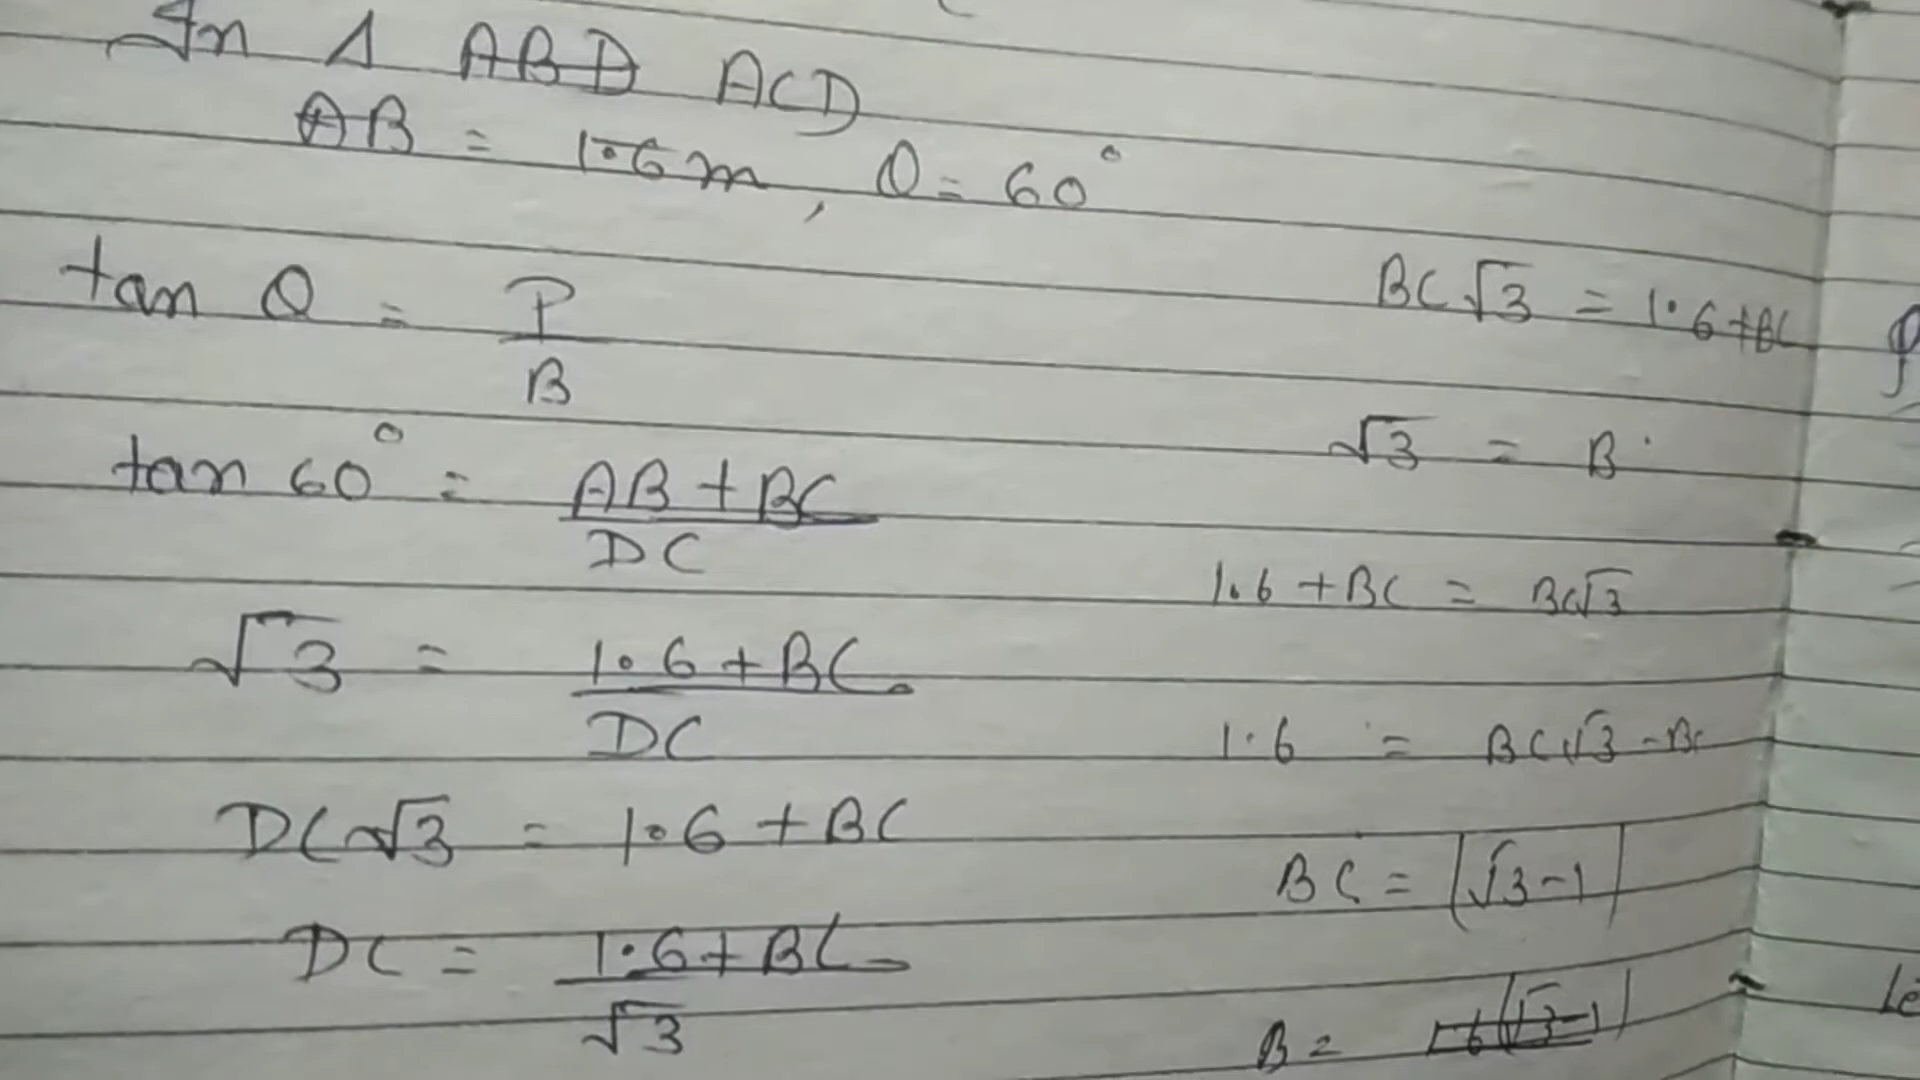 In Δ ABD ACD
AB = 1.6m, θ = 60°
tan θ = P
B
tan 60° = AB + BC
DC
√3 = 1.6 + BC
DC
DC√3 = 1.6 + BC
DC = 1.6 + BC
√3
BC√3 = 1.6+BC
√3 = B
1.6 + BC = BC√3
1.6 = BC√3 - BC
BC = (√3-1)
B =